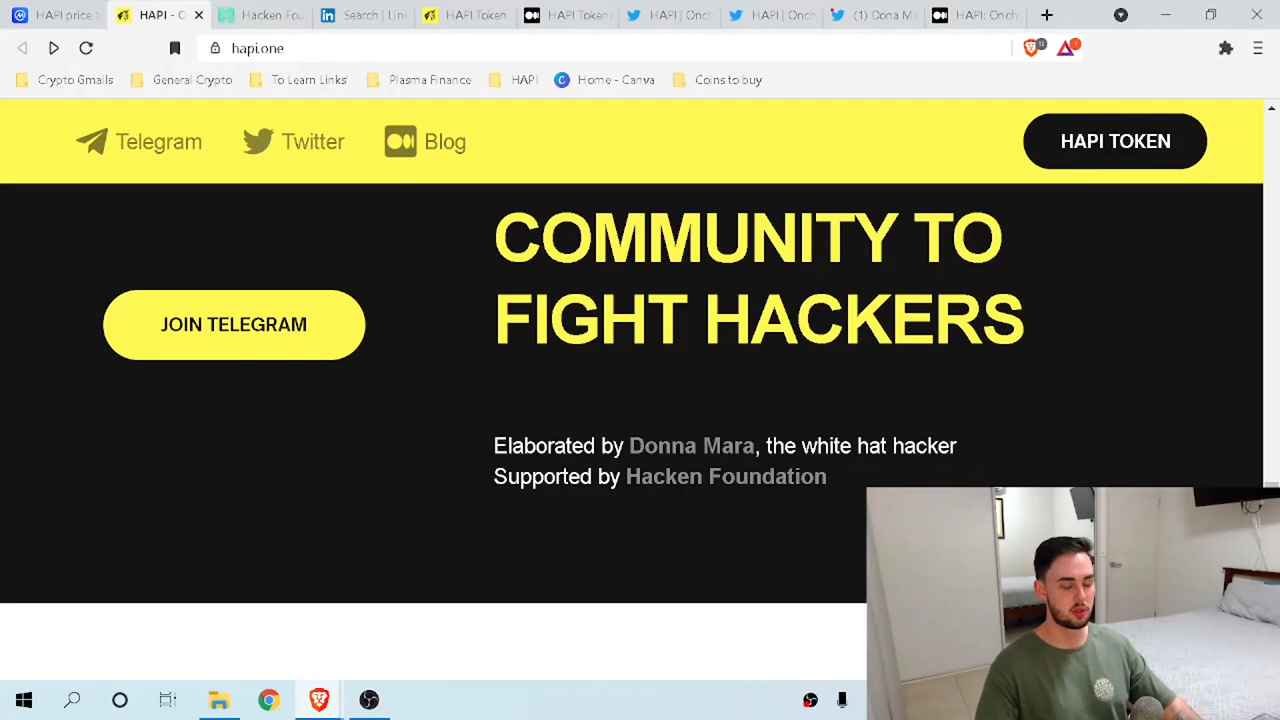 HAPI price to
HAPI - O
Hacken Fou
Search | Lin
HAPI Token
HAPI Token
HAPI | Onch
HAPI | Onch
(1) Dona Ma
HAPI: Onch
hapi.one
12
1
Crypto Gmails
General Crypto
To Learn Links
Plasma Finance
HAPI
Home - Canva
Coins to buy
Telegram
Twitter
Blog
HAPI TOKEN
COMMUNITY TO
FIGHT HACKERS
JOIN TELEGRAM
Elaborated by Donna Mara, the white hat hacker
Supported by Hacken Foundation